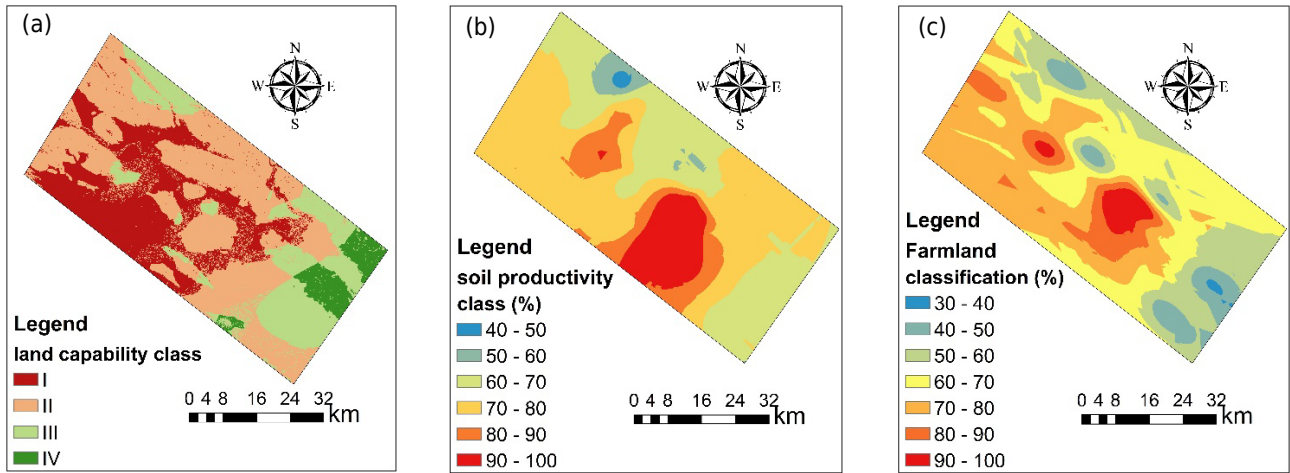 (a)
N
W E
S
Legend
land capability class
I
II
III
IV
0 4 8 16 24 32
km
(b)
N
W E
S
Legend
soil productivity
class (%)
40 - 50
50 - 60
60 - 70
70 - 80
80 - 90
90 - 100
0 4 8 16 24 32
km
(c)
N
W E
S
Legend
Farmland
classification (%)
30 - 40
40 - 50
50 - 60
60 - 70
70 - 80
80 - 90
90 - 100
0 4 8 16 24 32
km